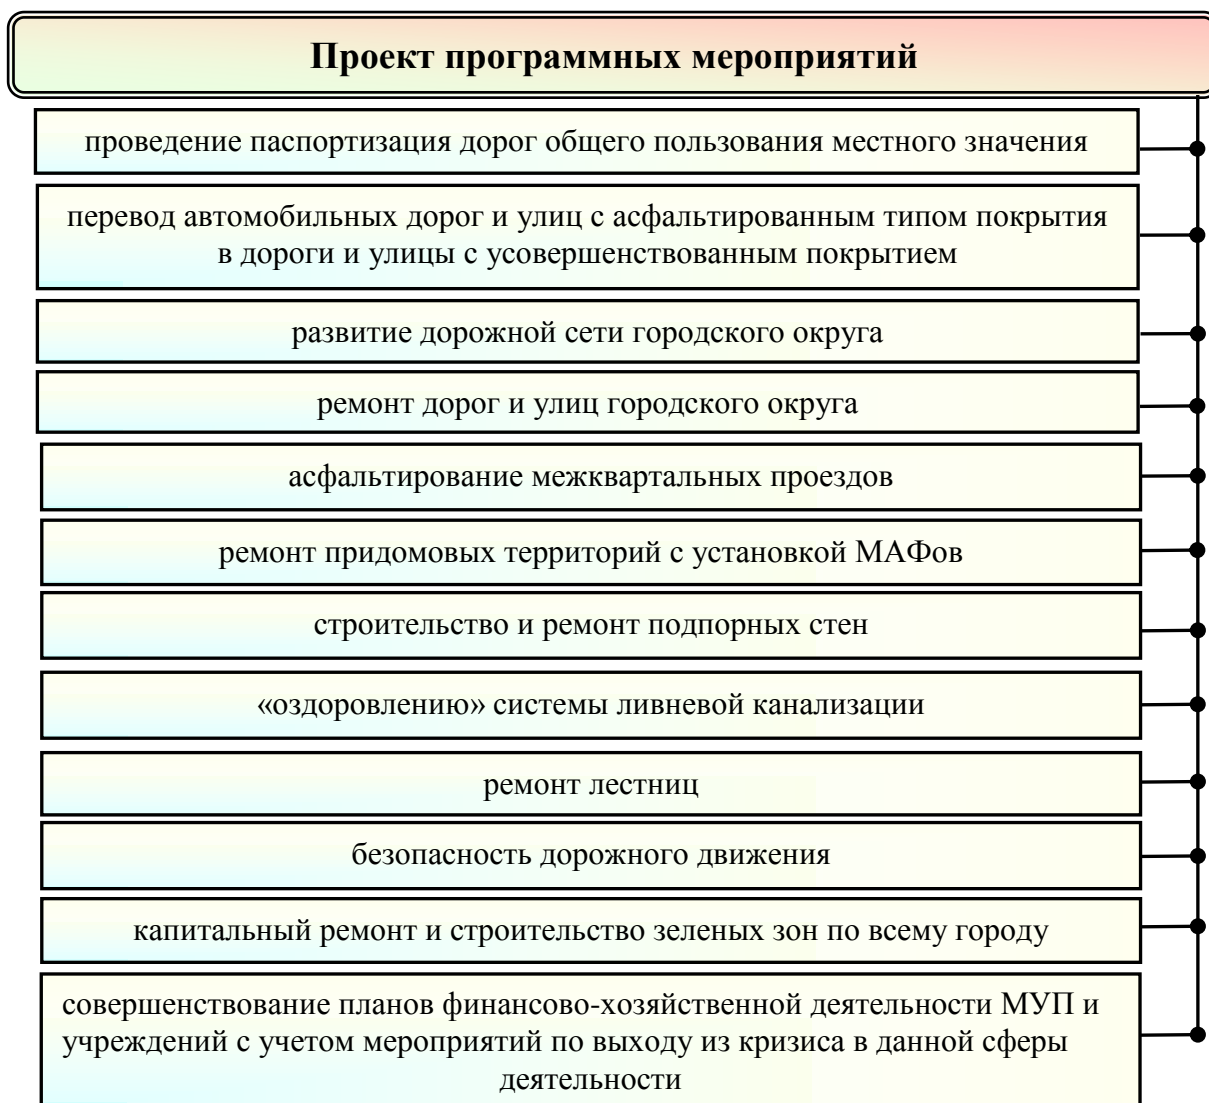 Проект программных мероприятий
проведение паспортизация дорог общего пользования местного значения
перевод автомобильных дорог и улиц с асфальтированным типом покрытия
в дороги и улицы с усовершенствованным покрытием
развитие дорожной сети городского округа
ремонт дорог и улиц городского округа
асфальтирование межквартальных проездов
ремонт придомовых территорий с установкой МАФов
строительство и ремонт подпорных стен
«оздоровлению» системы ливневой канализации
ремонт лестниц
безопасность дорожного движения
капитальный ремонт и строительство зеленых зон по всему городу
совершенствование планов финансово-хозяйственной деятельности МУП и
учреждений с учетом мероприятий по выходу из кризиса в данной сферы
деятельности